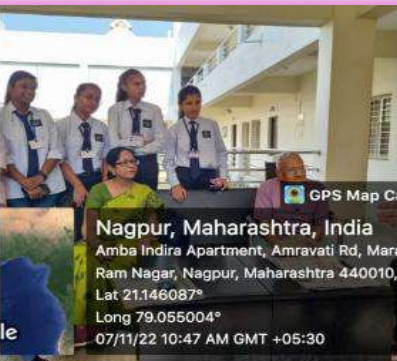 GPS Map Ca
Nagpur, Maharashtra, India
Amba Indira Apartment, Amravati Rd, Mara
Ram Nagar, Nagpur, Maharashtra 440010,
Lat 21.146087°
Long 79.055004°
07/11/22 10:47 AM GMT +05:30
le